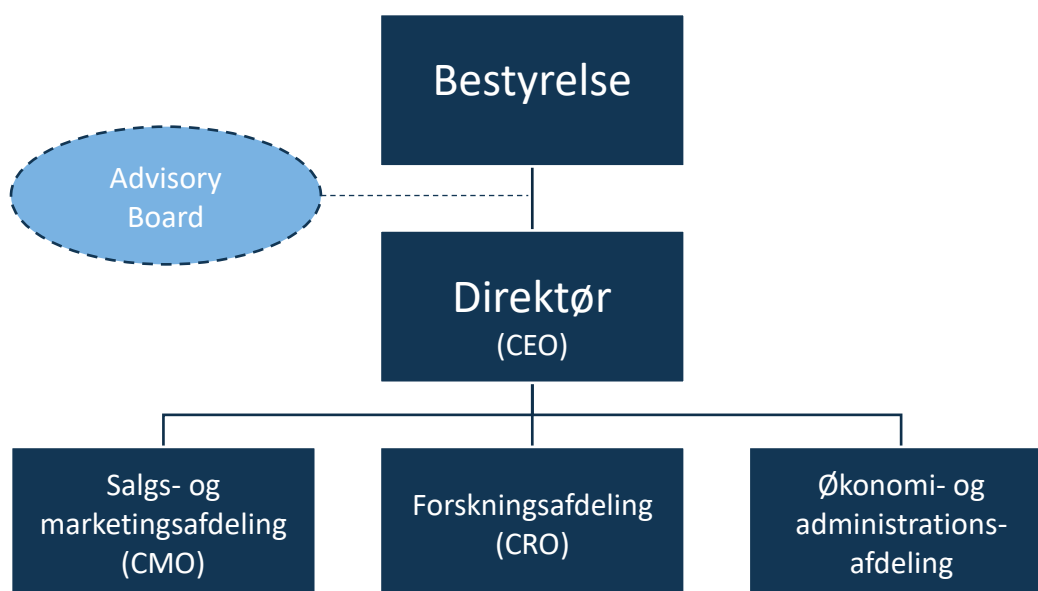 Bestyrelse
Advisory
Board
Direktør
(CEO)
Salgs- og
marketingsafdeling
(CMO)
Forskningsafdeling
(CRO)
Økonomi- og
administrations-
afdeling